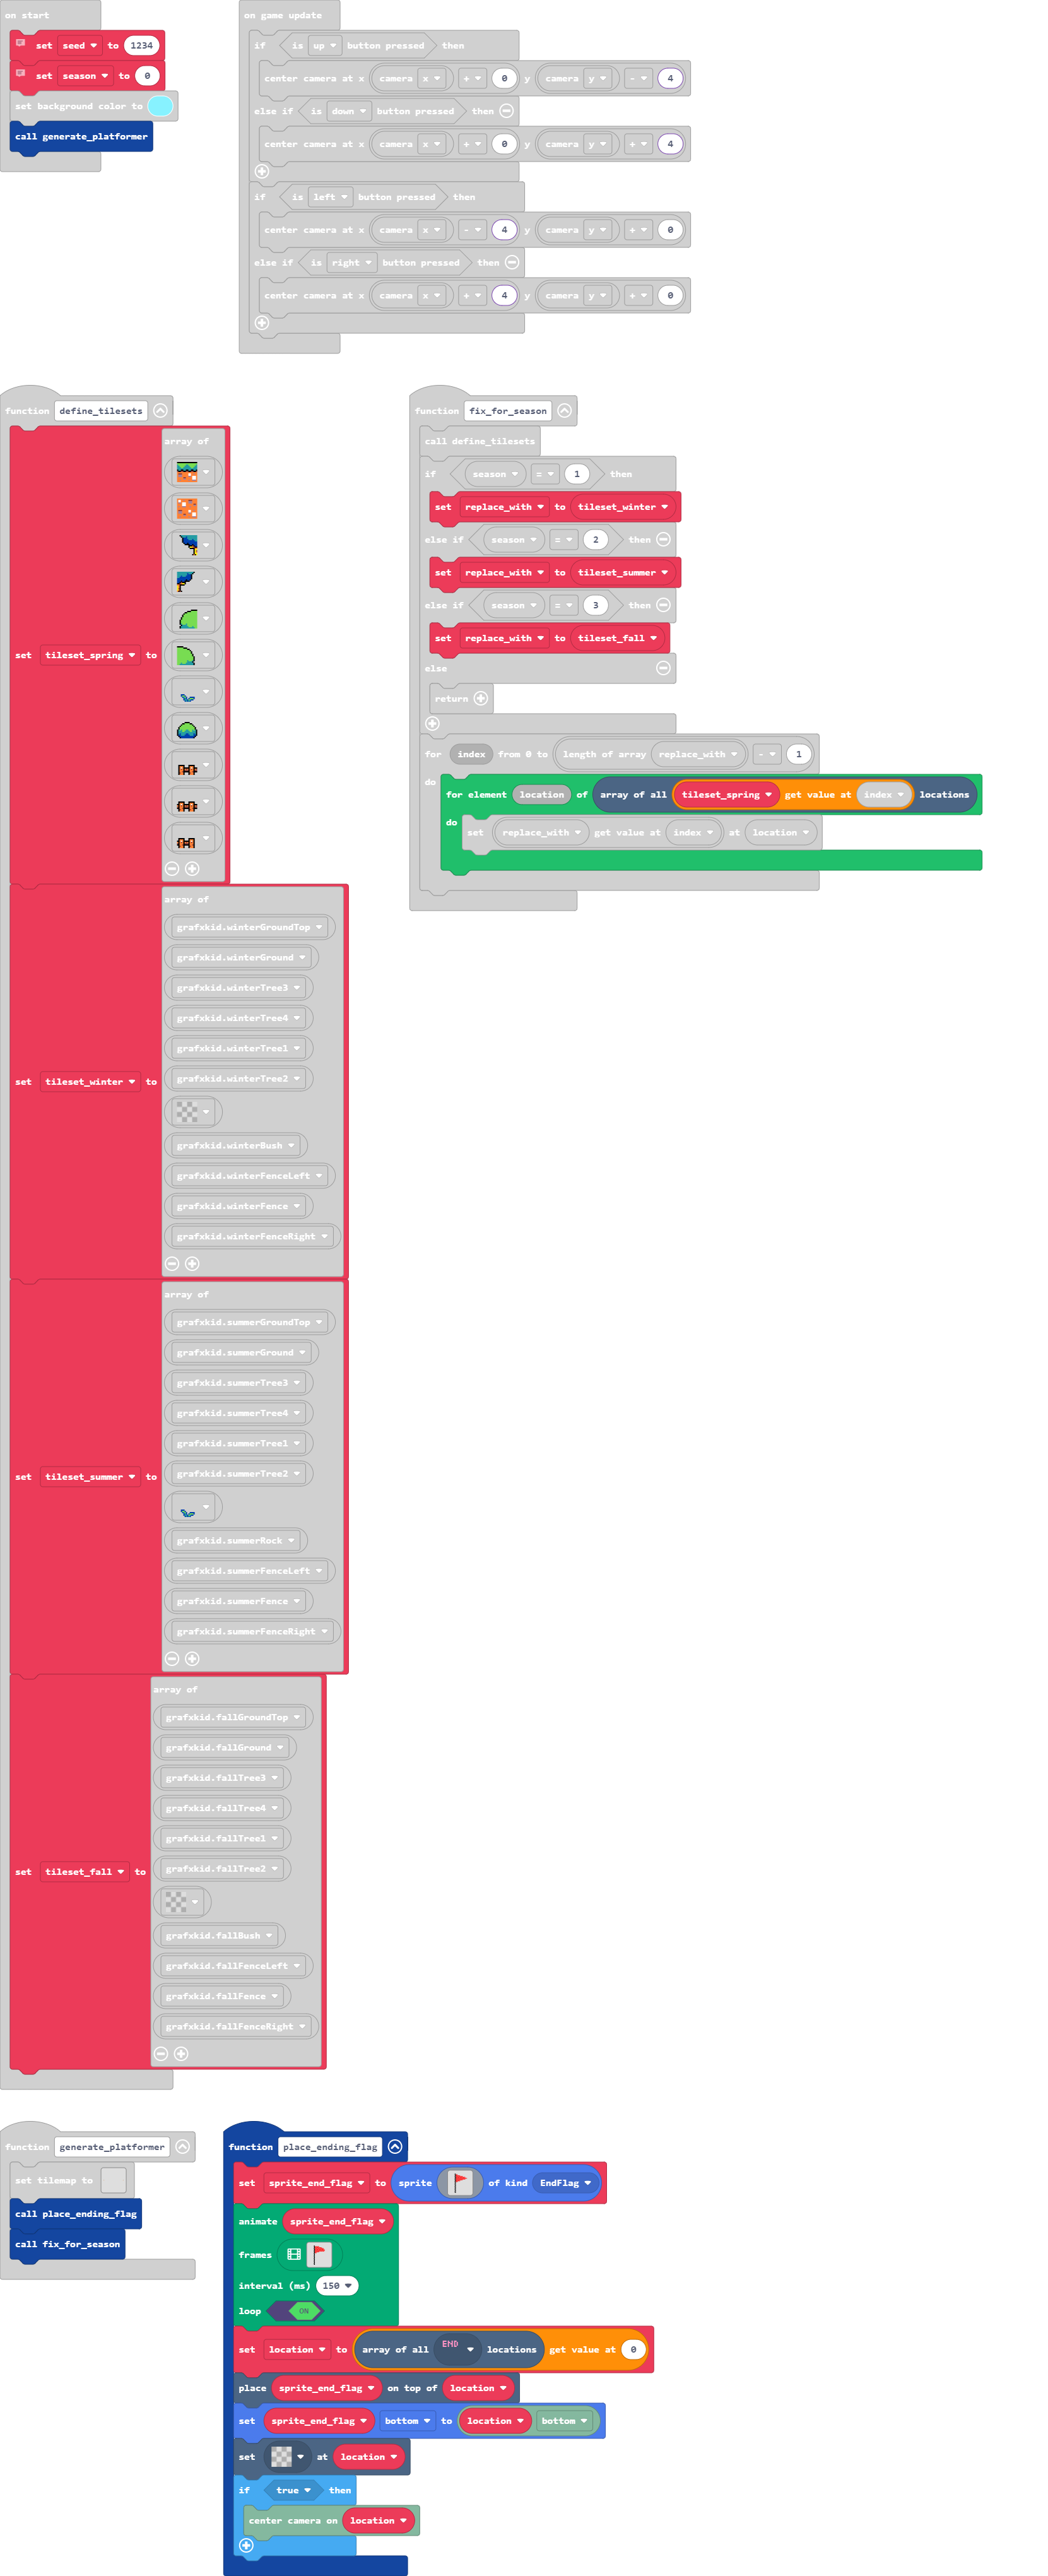 on start
set seed to 1234
set season to 0
set background color to
call generate_platformer
on game update
if is up button pressed then
center camera at x camera x + 0 y camera y - 4
else if is down button pressed then
center camera at x camera x + 0 y camera y + 4
if is left button pressed then
center camera at x camera x - 4 y camera y + 0
else if is right button pressed then
center camera at x camera x + 4 y camera y + 0
function define_tilesets
set tileset_spring to array of
set tileset_winter to array of
grafxkid.winterGroundTop
grafxkid.winterGround
grafxkid.winterTree3
grafxkid.winterTree4
grafxkid.winterTree1
grafxkid.winterTree2
grafxkid.winterBush
grafxkid.winterFenceLeft
grafxkid.winterFence
grafxkid.winterFenceRight
set tileset_summer to array of
grafxkid.summerGroundTop
grafxkid.summerGround
grafxkid.summerTree3
grafxkid.summerTree4
grafxkid.summerTree1
grafxkid.summerTree2
grafxkid.summerRock
grafxkid.summerFenceLeft
grafxkid.summerFence
grafxkid.summerFenceRight
set tileset_fall to array of
grafxkid.fallGroundTop
grafxkid.fallGround
grafxkid.fallTree3
grafxkid.fallTree4
grafxkid.fallTree1
grafxkid.fallTree2
grafxkid.fallBush
grafxkid.fallFenceLeft
grafxkid.fallFence
grafxkid.fallFenceRight
function fix_for_season
call define_tilesets
if season = 1 then
set replace_with to tileset_winter
else if season = 2 then
set replace_with to tileset_summer
else if season = 3 then
set replace_with to tileset_fall
else
return
for index from 0 to length of array replace_with - 1
do
for element location of array of all tileset_spring get value at index locations
do
set replace_with get value at index at location
function generate_platformer
set tilemap to
call place_ending_flag
call fix_for_season
function place_ending_flag
set sprite_end_flag to sprite of kind EndFlag
animate sprite_end_flag
frames
interval (ms) 150
loop ON
set location to array of all END locations get value at 0
place sprite_end_flag on top of location
set sprite_end_flag bottom to location bottom
set at location
if true then
center camera on location